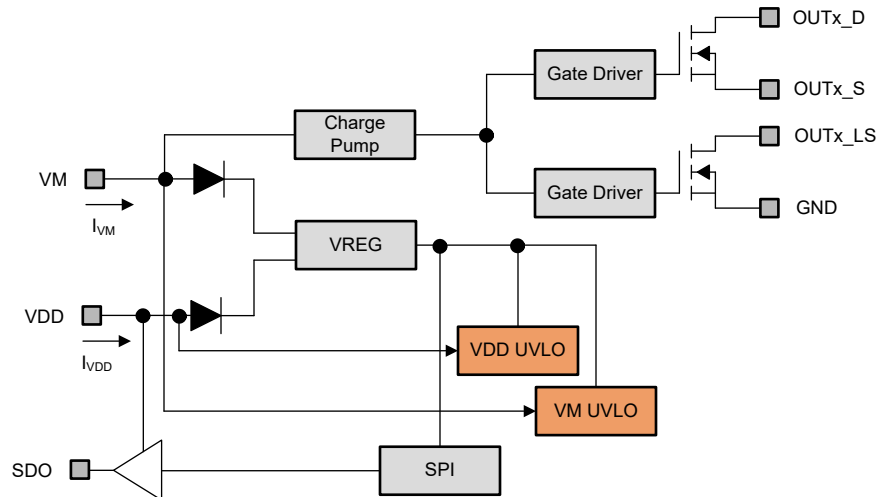 OUTx_D
Gate Driver
OUTx_S
Charge
Pump
OUTx_LS
VM
Gate Driver
I_VM
GND
VREG
VDD
VDD UVLO
I_VDD
VM UVLO
SDO
SPI